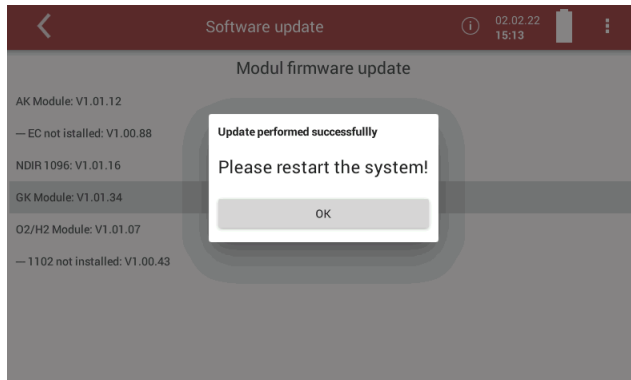 Software update
02.02.22
15:13
Modul firmware update
AK Module: V1.01.12
— EC not istalled: V1.00.88
NDIR 1096: V1.01.16
GK Module: V1.01.34
O2/H2 Module: V1.01.07
— 1102 not installed: V1.00.43
Update performed successfullly
Please restart the system!
OK